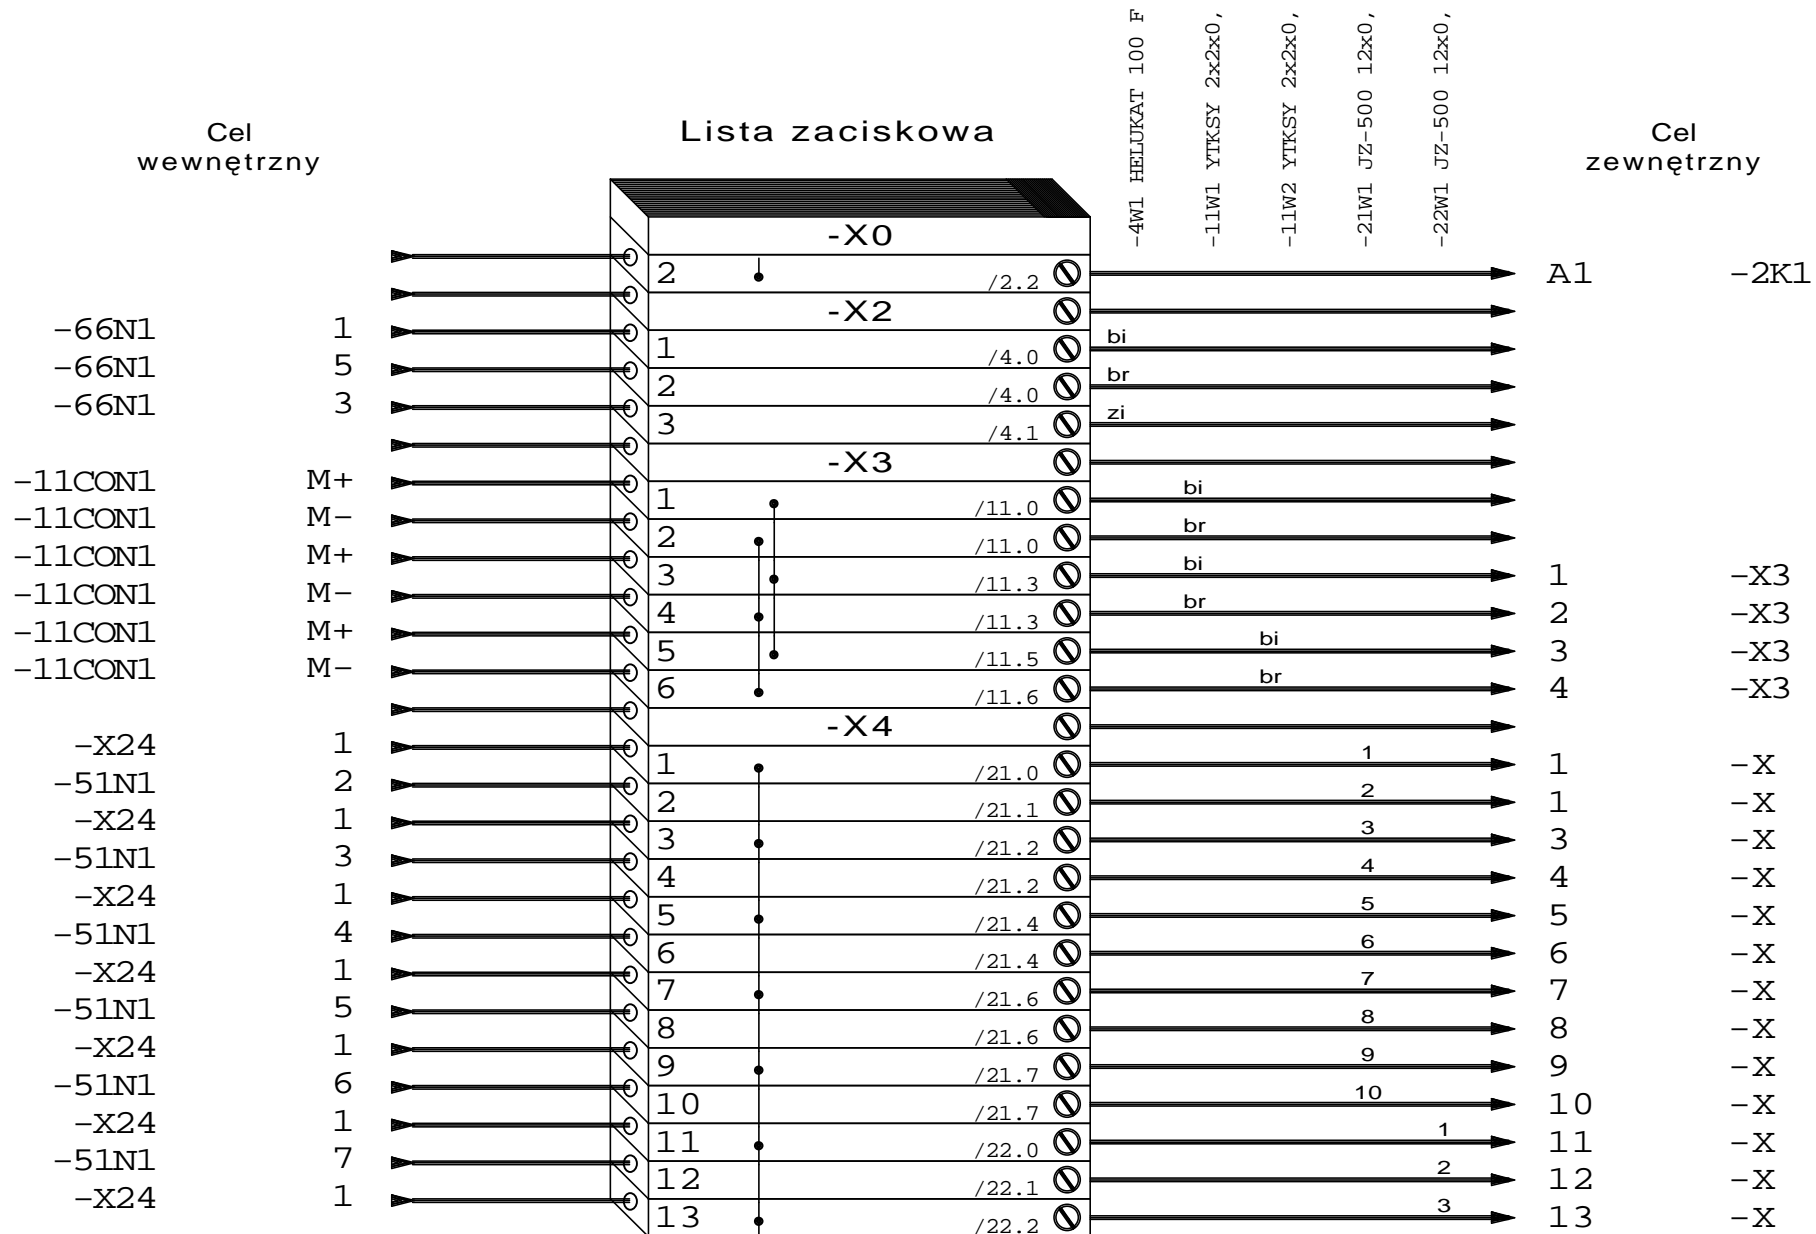 -4W1 HELUKAT 100 F
-11W1 YTKSY 2x2x0,
-11W2 YTKSY 2x2x0,
-21W1 JZ-500 12x0,
-22W1 JZ-500 12x0,
Cel
wewnętrzny
Lista zaciskowa
Cel
zewnętrzny
-X0
2 /2.2 A1 -2K1
-X2
-66N1 1 1 /4.0 bi
-66N1 5 2 /4.0 br
-66N1 3 3 /4.1 zi
-X3
-11CON1 M+ 1 /11.0 bi
-11CON1 M- 2 /11.0 br
-11CON1 M+ 3 /11.3 bi 1 -X3
-11CON1 M- 4 /11.3 br 2 -X3
-11CON1 M+ 5 /11.5 bi 3 -X3
-11CON1 M- 6 /11.6 br 4 -X3
-X4
-X24 1 1 /21.0 1 1 -X
-51N1 2 2 /21.1 2 1 -X
-X24 1 3 /21.2 3 3 -X
-51N1 3 4 /21.2 4 4 -X
-X24 1 5 /21.4 5 5 -X
-51N1 4 6 /21.4 6 6 -X
-X24 1 7 /21.6 7 7 -X
-51N1 5 8 /21.6 8 8 -X
-X24 1 9 /21.7 9 9 -X
-51N1 6 10 /21.7 10 10 -X
-X24 1 11 /22.0 1 11 -X
-51N1 7 12 /22.1 2 12 -X
-X24 1 13 /22.2 3 13 -X